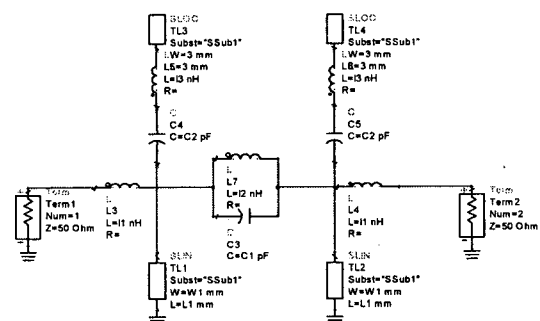 SLOC
TL3
Subst="SSub1"
W=3 mm
L=3 mm
L
L5
L=l3 nH
R=
C
C4
C=C2 pF
SLOC
TL4
Subst="SSub1"
W=3 mm
L=3 mm
L
L6
L=l3 nH
R=
C
C5
C=C2 pF
L
L7
L=l2 nH
R=
C
C3
C=C1 pF
Term
Term1
Num=1
Z=50 Ohm
L
L3
L=l1 nH
R=
L
L4
L=l1 nH
R=
Term
Term2
Num=2
Z=50 Ohm
SLIN
TL1
Subst="SSub1"
W=W1 mm
L=L1 mm
SLIN
TL2
Subst="SSub1"
W=W1 mm
L=L1 mm